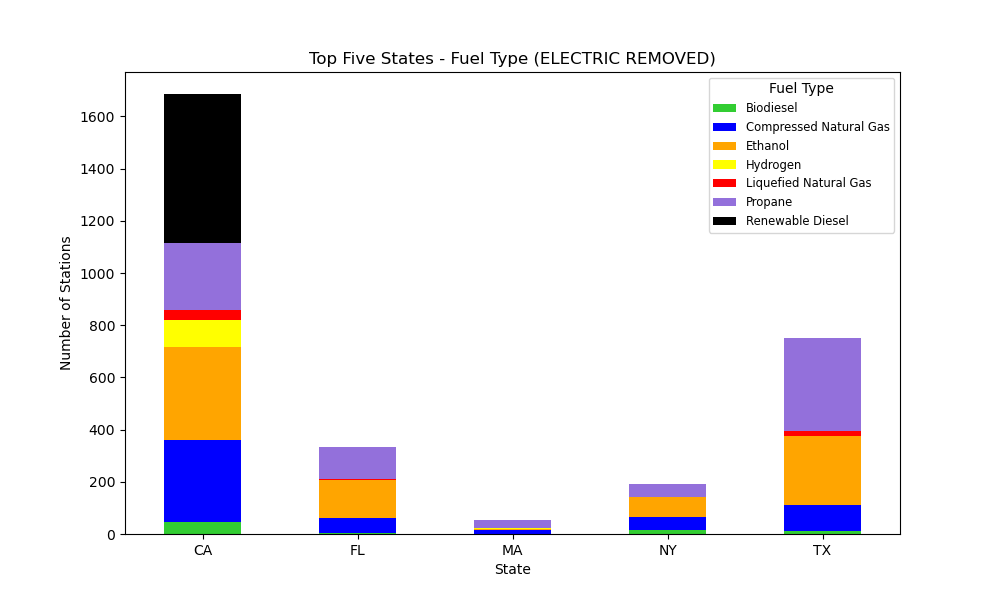 Top Five States - Fuel Type (ELECTRIC REMOVED)
Fuel Type
Biodiesel
Compressed Natural Gas
Ethanol
Hydrogen
Liquefied Natural Gas
Propane
Renewable Diesel
Number of Stations
1600
1400
1200
1000
800
600
400
200
0
CA
FL
MA
NY
TX
State